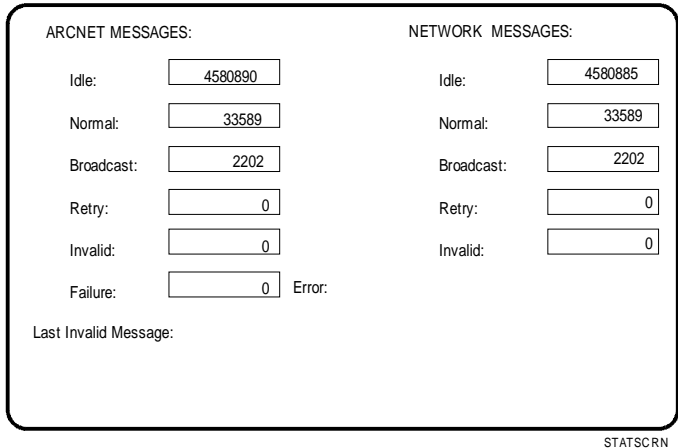 ARCNET MESSAGES: NETWORK MESSAGES:
Idle: 4580890 Idle: 4580885
Normal: 33589 Normal: 33589
Broadcast: 2202 Broadcast: 2202
Retry: 0 Retry: 0
Invalid: 0 Invalid: 0
Failure: 0 Error:
Last Invalid Message:
STATSCRN